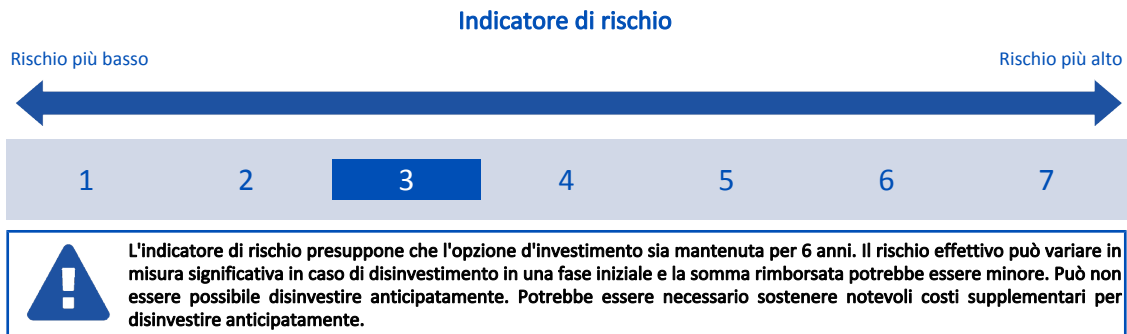 Indicatore di rischio
Rischio più basso
Rischio più alto
1 2 3 4 5 6 7
L'indicatore di rischio presuppone che l'opzione d'investimento sia mantenuta per 6 anni. Il rischio effettivo può variare in
misura significativa in caso di disinvestimento in una fase iniziale e la somma rimborsata potrebbe essere minore. Può non
essere possibile disinvestire anticipatamente. Potrebbe essere necessario sostenere notevoli costi supplementari per
disinvestire anticipatamente.